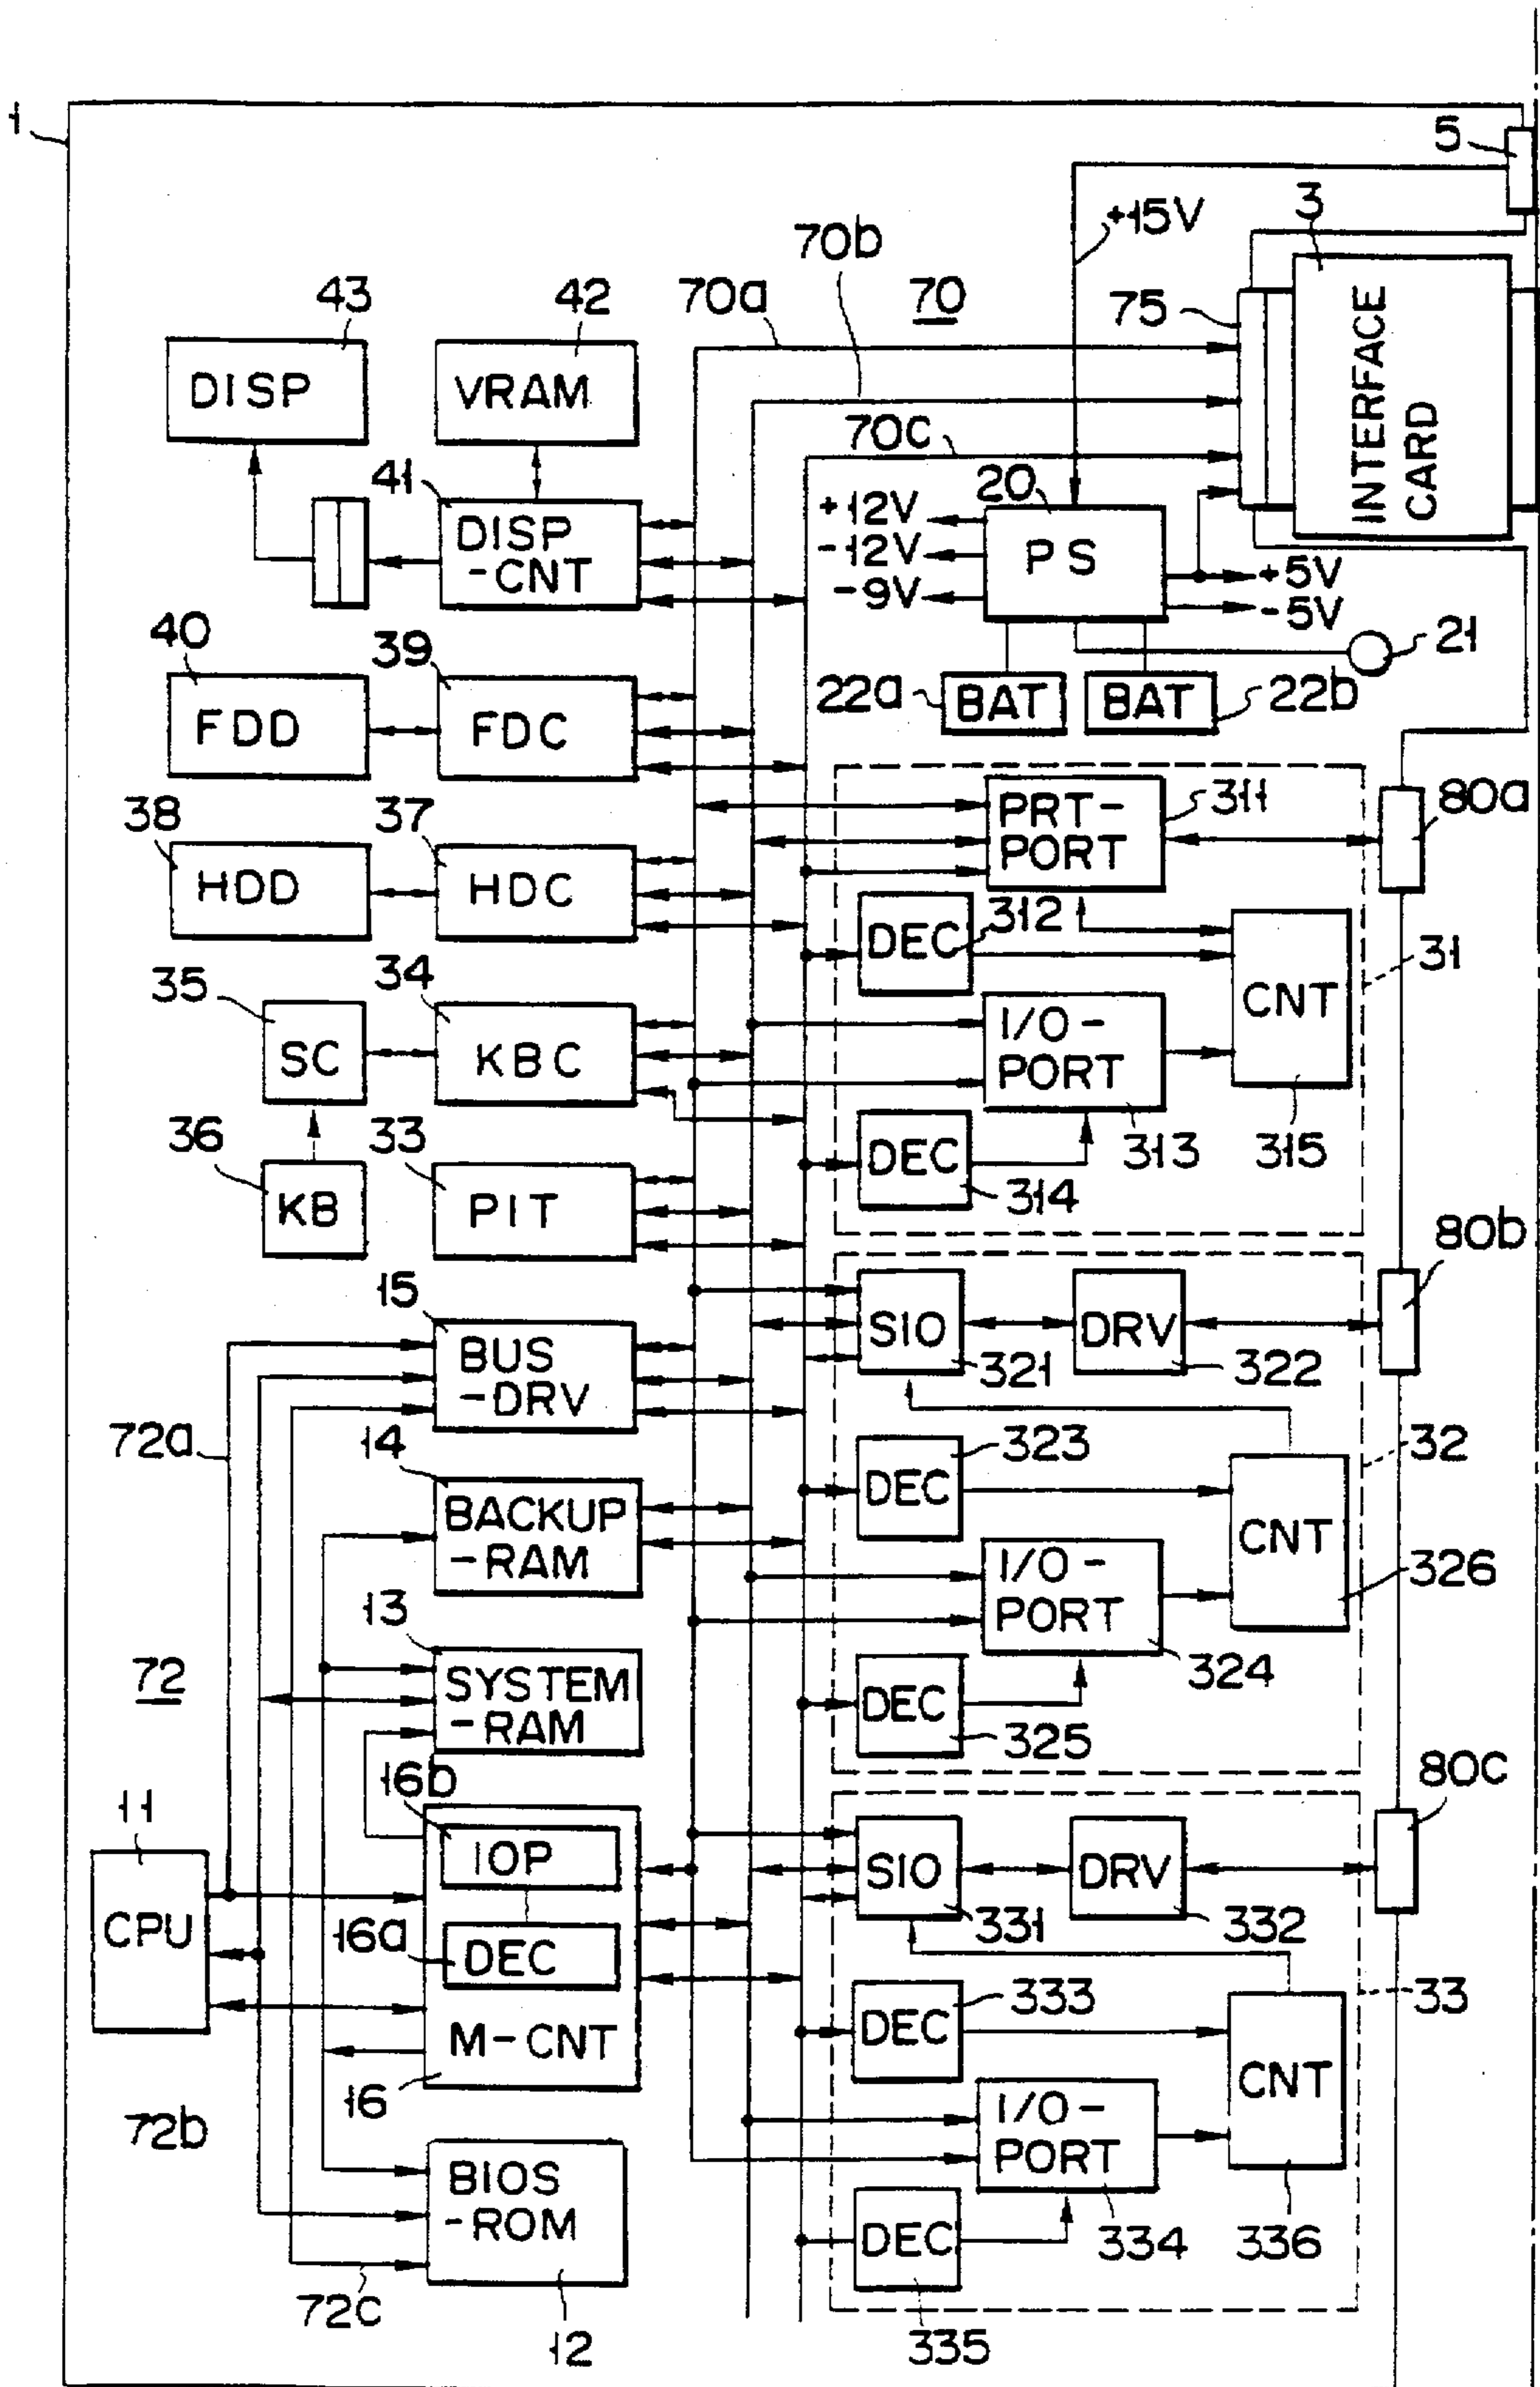 1
5
+15V
3
70b
70a
70
75
43
42
DISP
VRAM
INTERFACE
CARD
70c
41
20
DISP
-CNT
+12V
-12V
-9V
PS
+5V
-5V
40
39
21
22a
BAT
BAT
22b
FDD
FDC
PRT-
PORT
311
80a
38
37
HDD
HDC
DEC
312
31
35
34
CNT
SC
KBC
I/O-
PORT
36
33
313
315
DEC
314
KB
PIT
80b
15
BUS
-DRV
SIO
DRV
321
322
72a
14
323
32
DEC
BACKUP
-RAM
CNT
I/O-
PORT
326
13
72
SYSTEM
-RAM
324
DEC
325
16b
80c
11
IOP
SIO
DRV
CPU
16a
DEC
331
332
333
33
DEC
M-CNT
CNT
16
I/O-
PORT
72b
BIOS
-ROM
DEC
334
336
72c
12
335